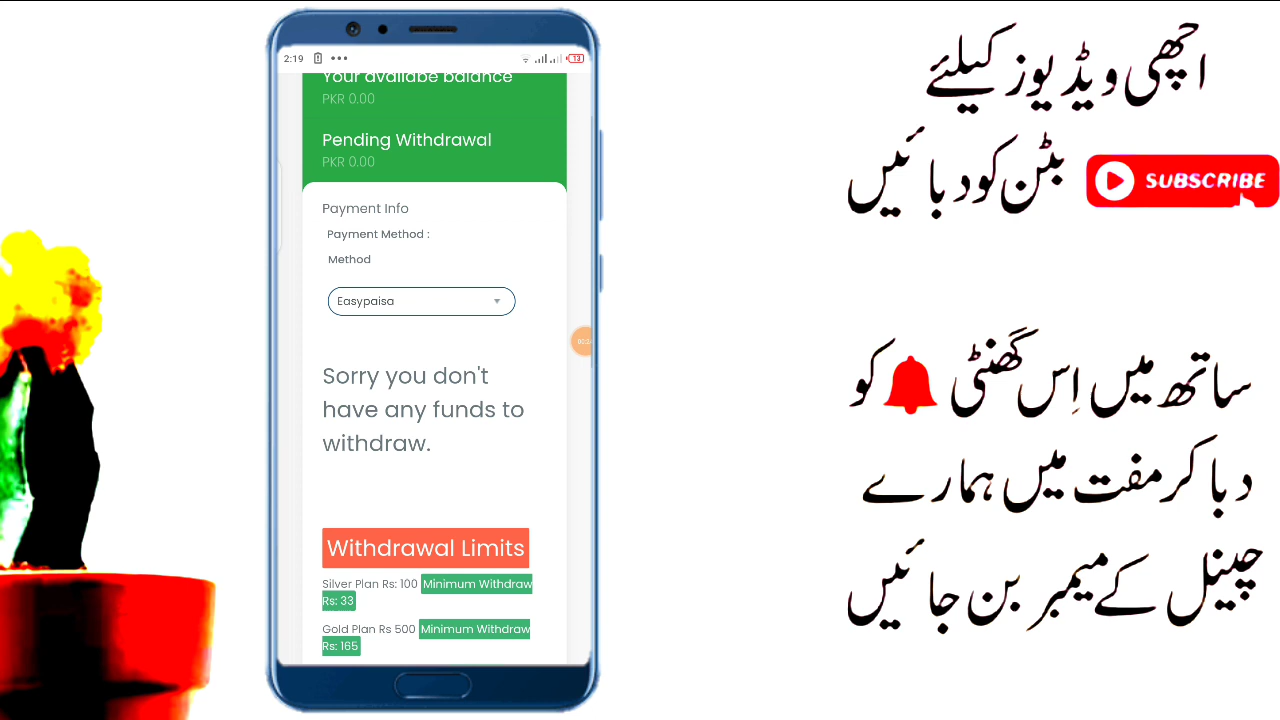 2:19
13
Your availabe balance
PKR 0.00
Pending Withdrawal
PKR 0.00
Payment Info
Payment Method :
Method
Easypaisa
Sorry you don't
have any funds to
withdraw.
Withdrawal Limits
Silver Plan Rs: 100 Minimum Withdraw
Rs: 33
Gold Plan Rs 500 Minimum Withdraw
Rs: 165
اچھی ویڈیوز کیلئے
SUBSCRIBE بٹن کو دبائیں
ساتھ میں اِس گھنٹی کو
دبا کر مفت میں ہمارے
چینل کے میمبر بن جائیں